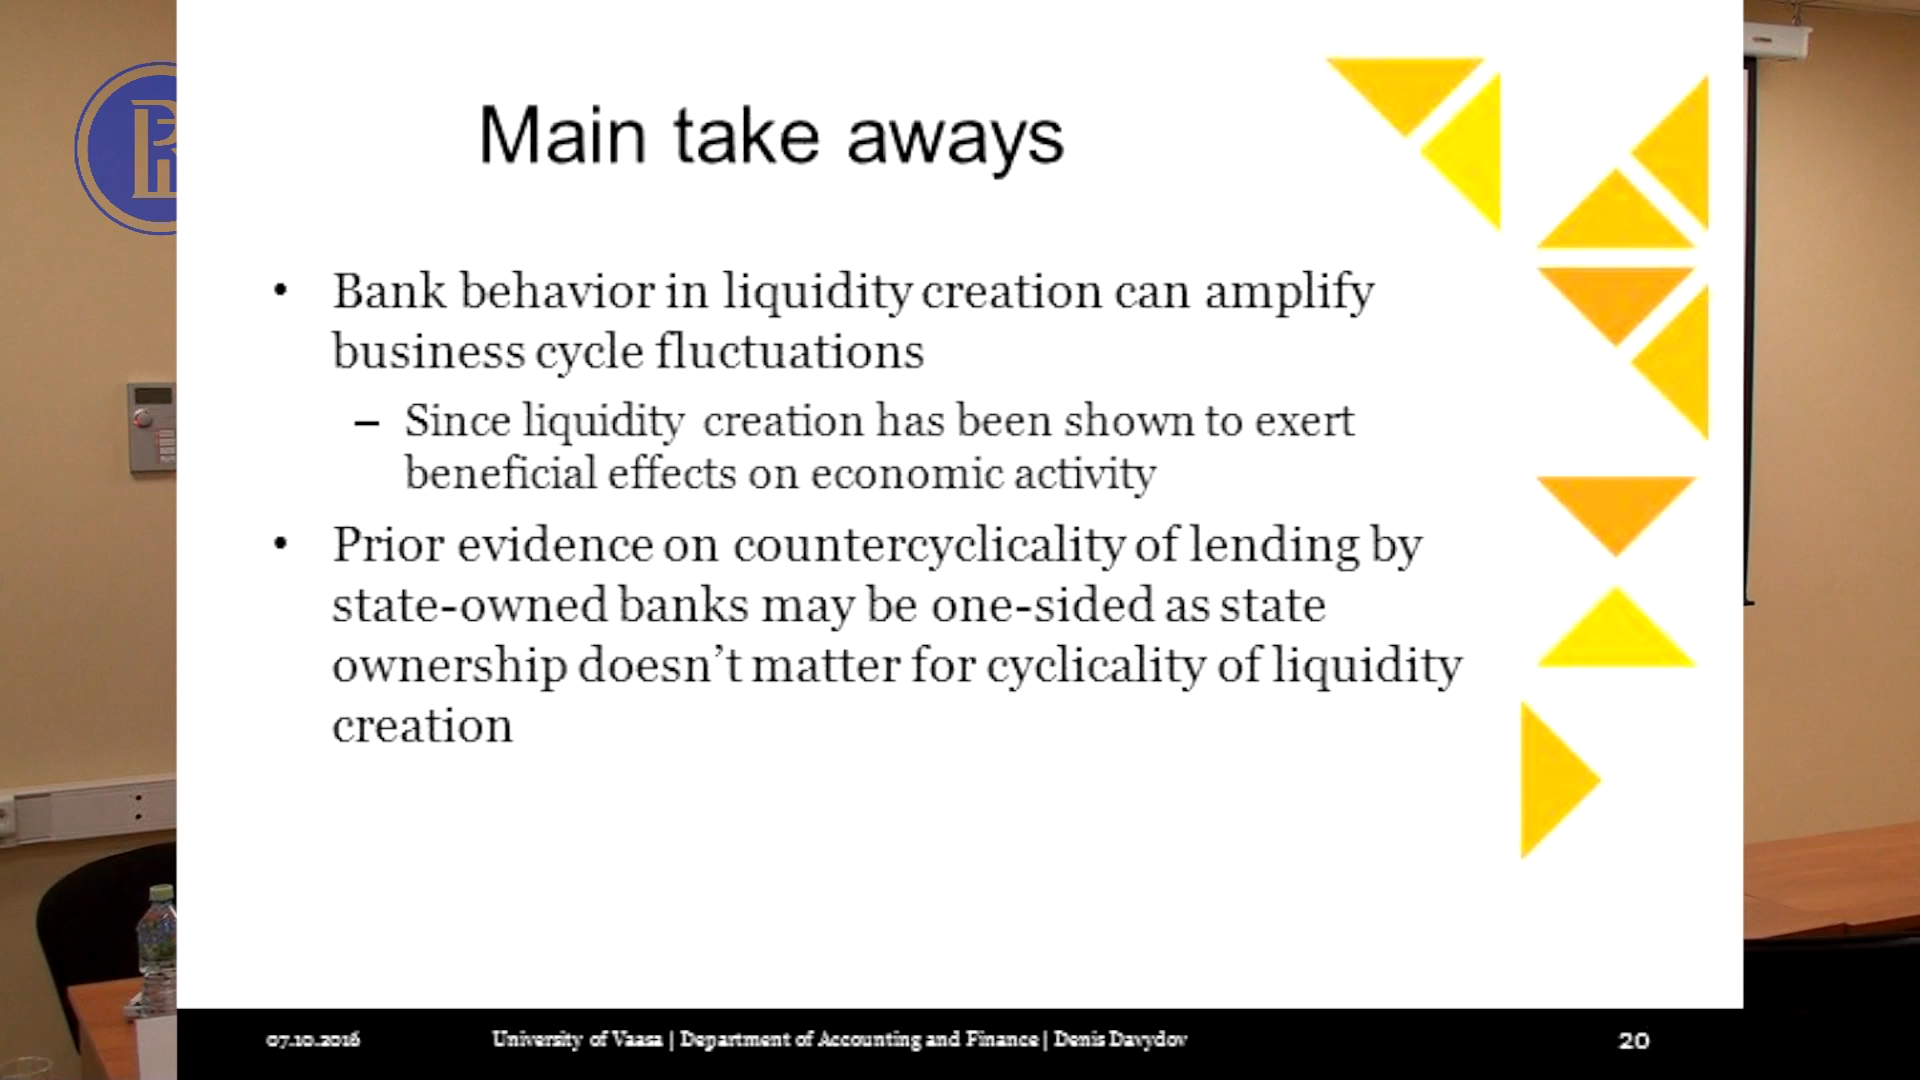 Main take aways
• Bank behavior in liquidity creation can amplify
business cycle fluctuations
– Since liquidity creation has been shown to exert
beneficial effects on economic activity
• Prior evidence on countercyclicality of lending by
state-owned banks may be one-sided as state
ownership doesn't matter for cyclicality of liquidity
creation
07.10.2016 University of Vaasa | Department of Accounting and Finance | Denis Davydov 20